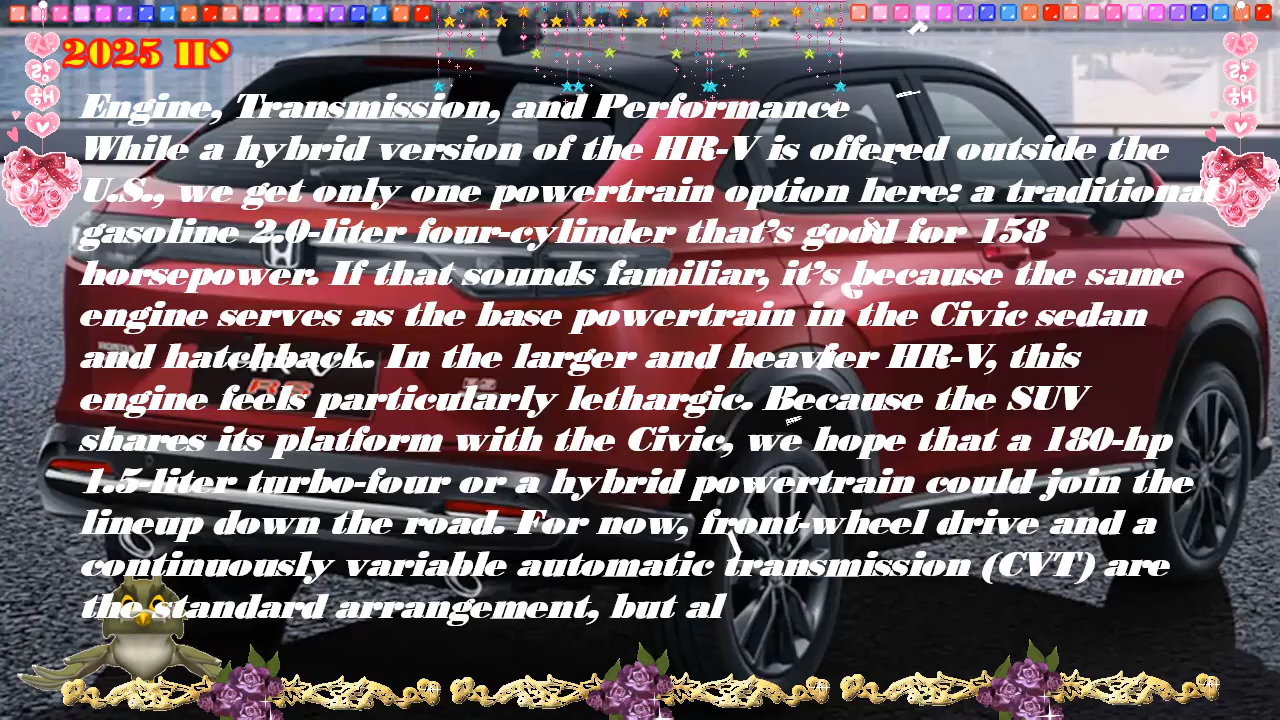 2025 H
Engine, Transmission, and Performance
While a hybrid version of the HR-V is offered outside the
U.S., we get only one powertrain option here: a traditional
gasoline 2.0-liter four-cylinder that's good for 158
horsepower. If that sounds familiar, it's because the same
engine serves as the base powertrain in the Civic sedan
and hatchback. In the larger and heavier HR-V, this
engine feels particularly lethargic. Because the SUV
shares its platform with the Civic, we hope that a 180-hp
1.5-liter turbo-four or a hybrid powertrain could join the
lineup down the road. For now, front-wheel drive and a
continuously variable automatic transmission (CVT) are
the standard arrangement, but al
HONDA
HR-V
RS
사
랑
해